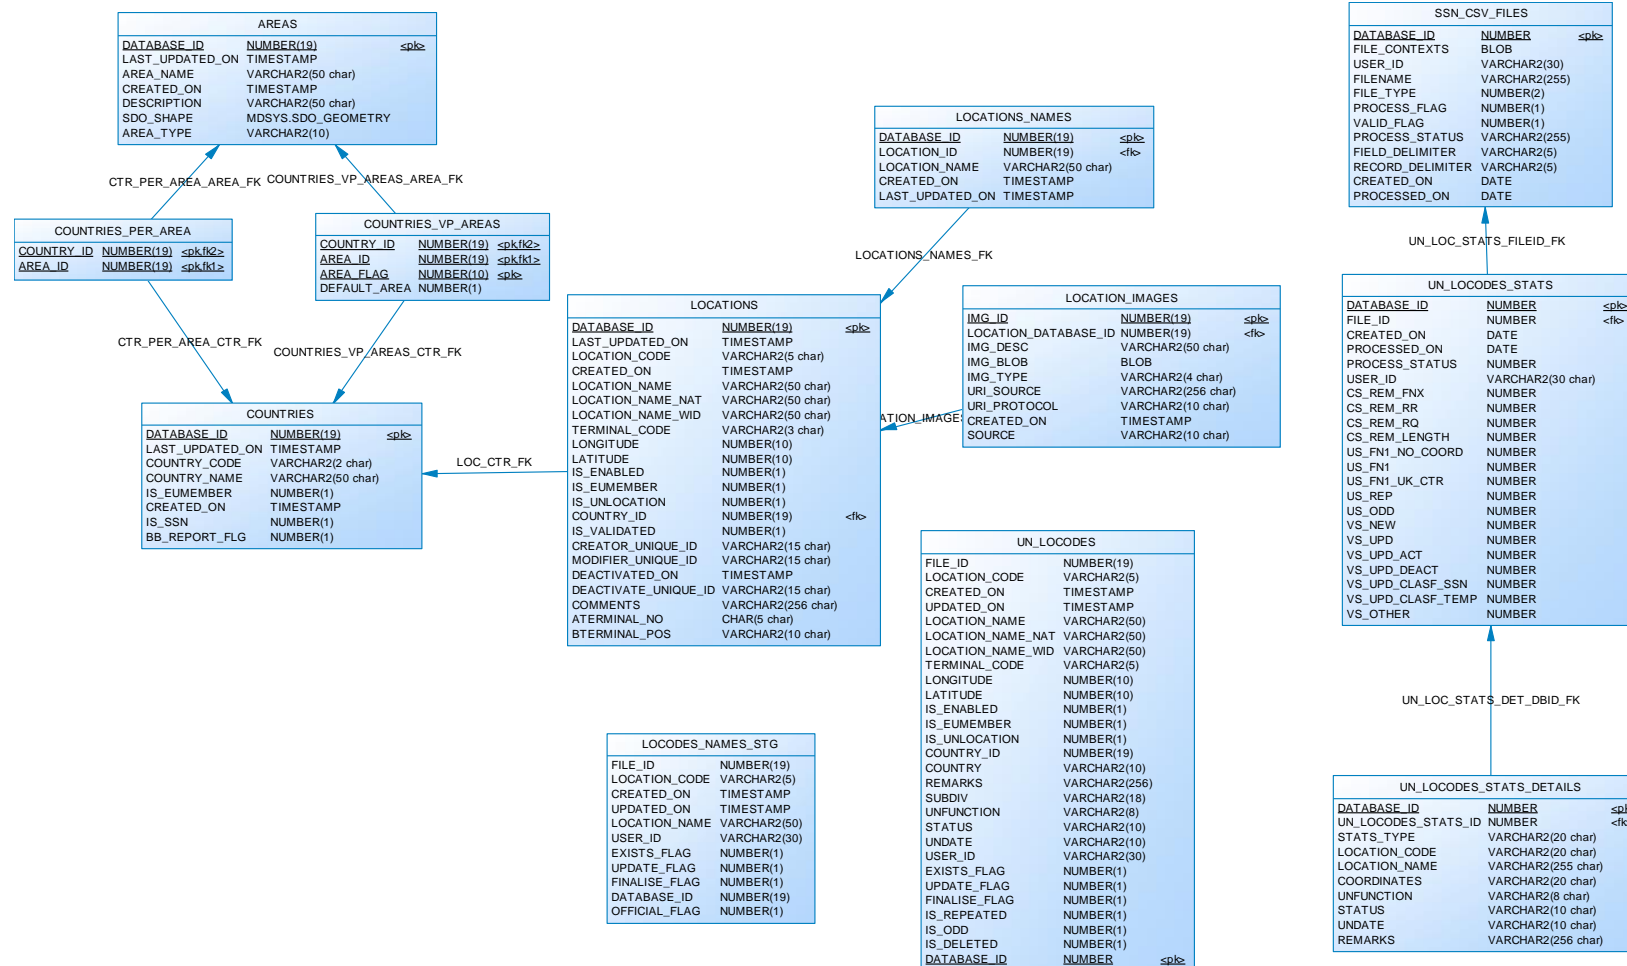 AREAS
DATABASE_ID NUMBER(19) <pk>
LAST_UPDATED_ON TIMESTAMP
AREA_NAME VARCHAR2(50 char)
CREATED_ON TIMESTAMP
DESCRIPTION VARCHAR2(50 char)
SDO_SHAPE MDSYS.SDO_GEOMETRY
AREA_TYPE VARCHAR2(10)
CTR_PER_AREA_AREA_FK
COUNTRIES_VP_AREAS_AREA_FK
COUNTRIES_PER_AREA
COUNTRY_ID NUMBER(19) <pk,fk2>
AREA_ID NUMBER(19) <pk,fk1>
COUNTRIES_VP_AREAS
COUNTRY_ID NUMBER(19) <pk,fk2>
AREA_ID NUMBER(19) <pk,fk1>
AREA_FLAG NUMBER(10) <pk>
DEFAULT_AREA NUMBER(1)
CTR_PER_AREA_CTR_FK
COUNTRIES_VP_AREAS_CTR_FK
COUNTRIES
DATABASE_ID NUMBER(19) <pk>
LAST_UPDATED_ON TIMESTAMP
COUNTRY_CODE VARCHAR2(2 char)
COUNTRY_NAME VARCHAR2(50 char)
IS_EUMEMBER NUMBER(1)
CREATED_ON TIMESTAMP
IS_SSN NUMBER(1)
BB_REPORT_FLG NUMBER(1)
LOC_CTR_FK
LOCATIONS
DATABASE_ID NUMBER(19) <pk>
LAST_UPDATED_ON TIMESTAMP
LOCATION_CODE VARCHAR2(5 char)
CREATED_ON TIMESTAMP
LOCATION_NAME VARCHAR2(50 char)
LOCATION_NAME_NAT VARCHAR2(50 char)
LOCATION_NAME_WID VARCHAR2(50 char)
TERMINAL_CODE VARCHAR2(3 char)
LONGITUDE NUMBER(10)
LATITUDE NUMBER(10)
IS_ENABLED NUMBER(1)
IS_EUMEMBER NUMBER(1)
IS_UNLOCATION NUMBER(1)
COUNTRY_ID NUMBER(19) <fk>
IS_VALIDATED NUMBER(1)
CREATOR_UNIQUE_ID VARCHAR2(15 char)
MODIFIER_UNIQUE_ID VARCHAR2(15 char)
DEACTIVATED_ON TIMESTAMP
DEACTIVATE_UNIQUE_ID VARCHAR2(15 char)
COMMENTS VARCHAR2(256 char)
ATERMINAL_NO CHAR(5 char)
BTERMINAL_POS VARCHAR2(10 char)
LOCATIONS_NAMES
DATABASE_ID NUMBER(19) <pk>
LOCATION_ID NUMBER(19) <fk>
LOCATION_NAME VARCHAR2(50 char)
CREATED_ON TIMESTAMP
LAST_UPDATED_ON TIMESTAMP
LOCATIONS_NAMES_FK
LOCATION_IMAGES
IMG_ID NUMBER(19) <pk>
LOCATION_DATABASE_ID NUMBER(19) <fk>
IMG_DESC VARCHAR2(50 char)
IMG_BLOB BLOB
IMG_TYPE VARCHAR2(4 char)
URI_SOURCE VARCHAR2(256 char)
URI_PROTOCOL VARCHAR2(10 char)
CREATED_ON TIMESTAMP
SOURCE VARCHAR2(10 char)
ATION_IMAGES
LOCODES_NAMES_STG
FILE_ID NUMBER(19)
LOCATION_CODE VARCHAR2(5)
CREATED_ON TIMESTAMP
UPDATED_ON TIMESTAMP
LOCATION_NAME VARCHAR2(50)
USER_ID VARCHAR2(30)
EXISTS_FLAG NUMBER(1)
UPDATE_FLAG NUMBER(1)
FINALISE_FLAG NUMBER(1)
DATABASE_ID NUMBER(19)
OFFICIAL_FLAG NUMBER(1)
UN_LOCODES
FILE_ID NUMBER(19)
LOCATION_CODE VARCHAR2(5)
CREATED_ON TIMESTAMP
UPDATED_ON TIMESTAMP
LOCATION_NAME VARCHAR2(50)
LOCATION_NAME_NAT VARCHAR2(50)
LOCATION_NAME_WID VARCHAR2(50)
TERMINAL_CODE VARCHAR2(5)
LONGITUDE NUMBER(10)
LATITUDE NUMBER(10)
IS_ENABLED NUMBER(1)
IS_EUMEMBER NUMBER(1)
IS_UNLOCATION NUMBER(1)
COUNTRY_ID NUMBER(19)
COUNTRY VARCHAR2(10)
REMARKS VARCHAR2(256)
SUBDIV VARCHAR2(18)
UNFUNCTION VARCHAR2(8)
STATUS VARCHAR2(10)
UNDATE VARCHAR2(10)
USER_ID VARCHAR2(30)
EXISTS_FLAG NUMBER(1)
UPDATE_FLAG NUMBER(1)
FINALISE_FLAG NUMBER(1)
IS_REPEATED NUMBER(1)
IS_ODD NUMBER(1)
IS_DELETED NUMBER(1)
DATABASE_ID NUMBER <pk>
SSN_CSV_FILES
DATABASE_ID NUMBER <pk>
FILE_CONTEXTS BLOB
USER_ID VARCHAR2(30)
FILENAME VARCHAR2(255)
FILE_TYPE NUMBER(2)
PROCESS_FLAG NUMBER(1)
VALID_FLAG NUMBER(1)
PROCESS_STATUS VARCHAR2(255)
FIELD_DELIMITER VARCHAR2(5)
RECORD_DELIMITER VARCHAR2(5)
CREATED_ON DATE
PROCESSED_ON DATE
UN_LOC_STATS_FILEID_FK
UN_LOCODES_STATS
DATABASE_ID NUMBER <pk>
FILE_ID NUMBER <fk>
CREATED_ON DATE
PROCESSED_ON DATE
PROCESS_STATUS NUMBER
USER_ID VARCHAR2(30 char)
CS_REM_FNX NUMBER
CS_REM_RR NUMBER
CS_REM_RQ NUMBER
CS_REM_LENGTH NUMBER
US_FN1_NO_COORD NUMBER
US_FN1 NUMBER
US_FN1_UK_CTR NUMBER
US_REP NUMBER
US_ODD NUMBER
VS_NEW NUMBER
VS_UPD NUMBER
VS_UPD_ACT NUMBER
VS_UPD_DEACT NUMBER
VS_UPD_CLASF_SSN NUMBER
VS_UPD_CLASF_TEMP NUMBER
VS_OTHER NUMBER
UN_LOC_STATS_DET_DBID_FK
UN_LOCODES_STATS_DETAILS
DATABASE_ID NUMBER <pk
UN_LOCODES_STATS_ID NUMBER <fk
STATS_TYPE VARCHAR2(20 char)
LOCATION_CODE VARCHAR2(20 char)
LOCATION_NAME VARCHAR2(255 char)
COORDINATES VARCHAR2(20 char)
UNFUNCTION VARCHAR2(8 char)
STATUS VARCHAR2(10 char)
UNDATE VARCHAR2(10 char)
REMARKS VARCHAR2(256 char)